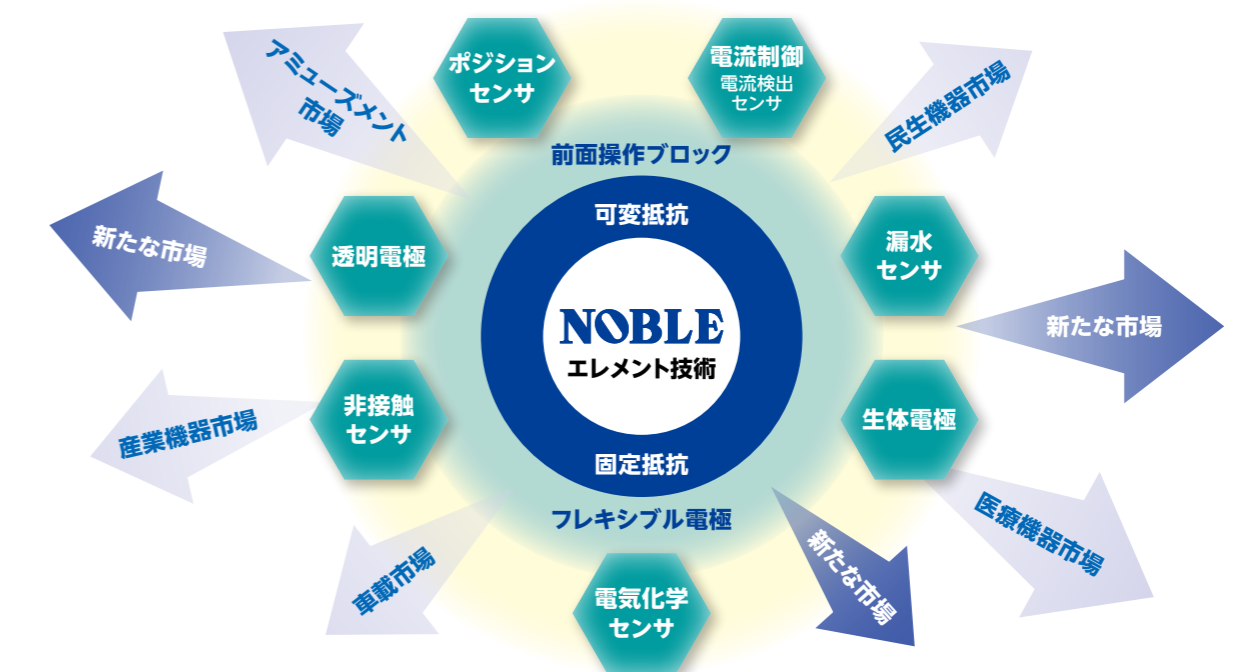 アミューズメント
市場
ポジション
センサ
電流制御
電流検出
センサ
民生機器市場
前面操作ブロック
可変抵抗
新たな市場
透明電極
漏水
センサ
NOBLE
エレメント技術
新たな市場
産業機器市場
非接触
センサ
生体電極
固定抵抗
フレキシブル電極
車載市場
電気化学
センサ
新たな市場
医療機器市場